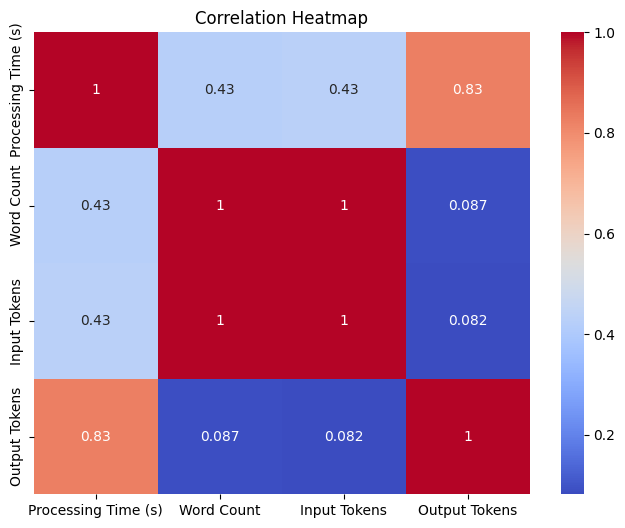 Correlation Heatmap
Processing Time (s)
1
0.43
0.43
0.83
Word Count
0.43
1
1
0.087
Input Tokens
0.43
1
1
0.082
Output Tokens
0.83
0.087
0.082
1
Processing Time (s)
Word Count
Input Tokens
Output Tokens
1.0
0.8
0.6
0.4
0.2